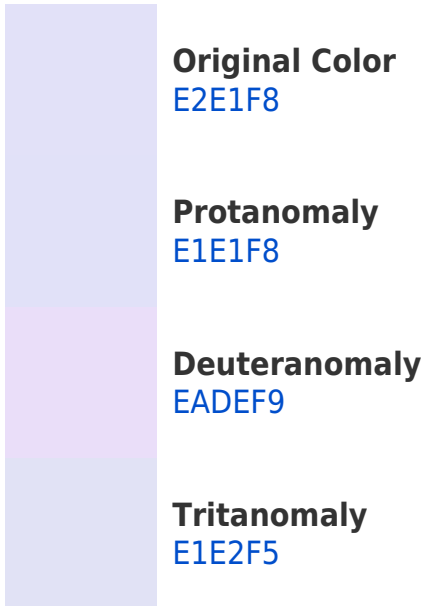 Original Color
E2E1F8
Protanomaly
E1E1F8
Deuteranomaly
EADEF9
Tritanomaly
E1E2F5